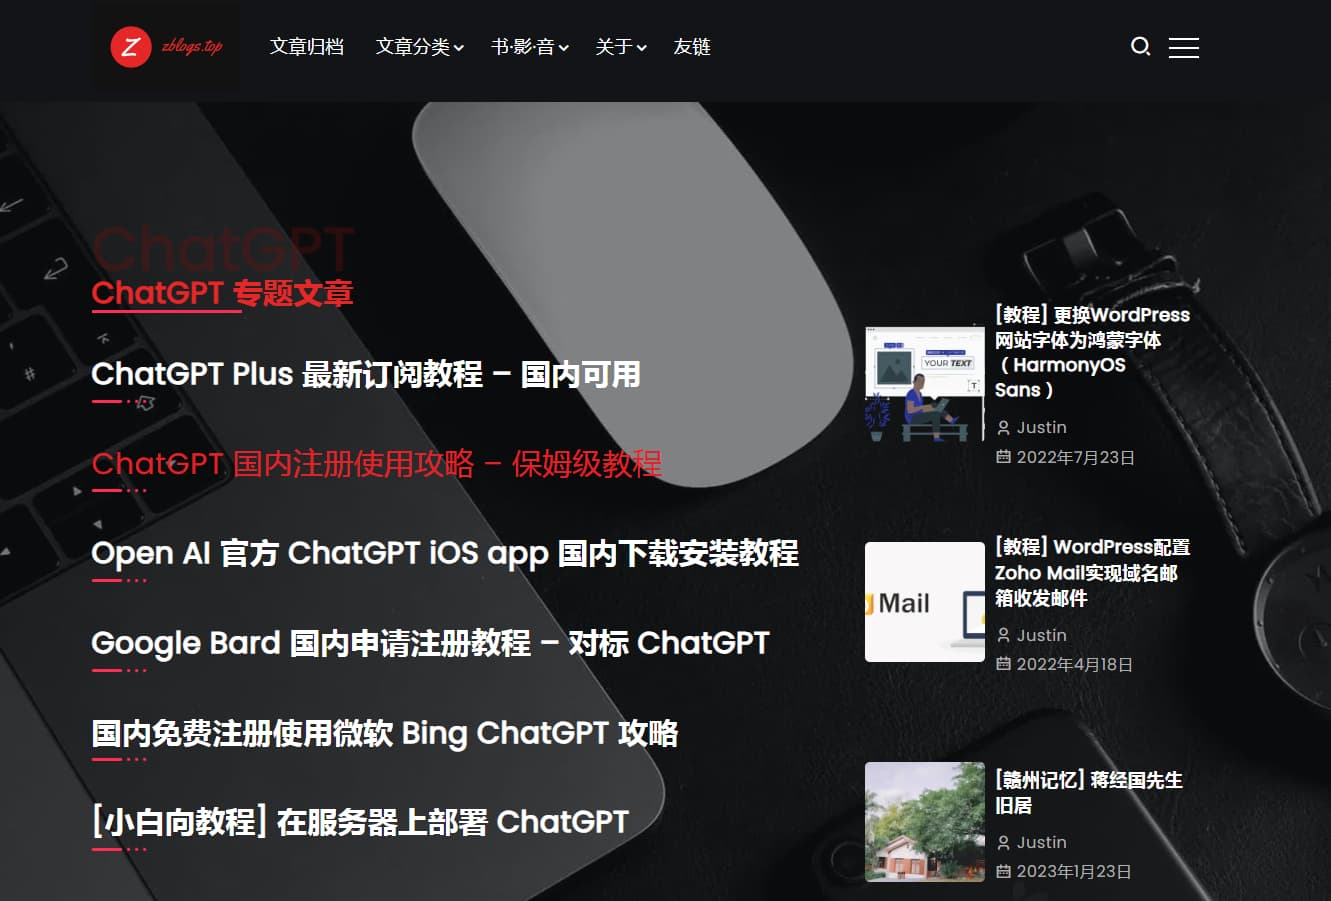 Z zblogs.top
文章归档 文章分类 书·影·音 关于 友链
ChatGPT
ChatGPT 专题文章
ChatGPT Plus 最新订阅教程 – 国内可用
ChatGPT 国内注册使用攻略 – 保姆级教程
Open AI 官方 ChatGPT iOS app 国内下载安装教程
Google Bard 国内申请注册教程 – 对标 ChatGPT
国内免费注册使用微软 Bing ChatGPT 攻略
[小白向教程] 在服务器上部署 ChatGPT
YOUR TEXT
T
[教程] 更换WordPress
网站字体为鸿蒙字体
（HarmonyOS
Sans）
Justin
2022年7月23日
Mail
[教程] WordPress配置
Zoho Mail实现域名邮
箱收发邮件
Justin
2022年4月18日
[赣州记忆] 蒋经国先生
旧居
Justin
2023年1月23日